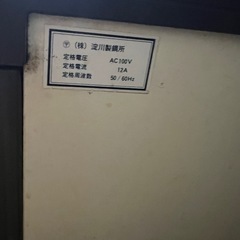 〒 (株) 淀川製鋼所
定格電圧 AC100V
定格電流 12A
定格周波数 50/60Hz